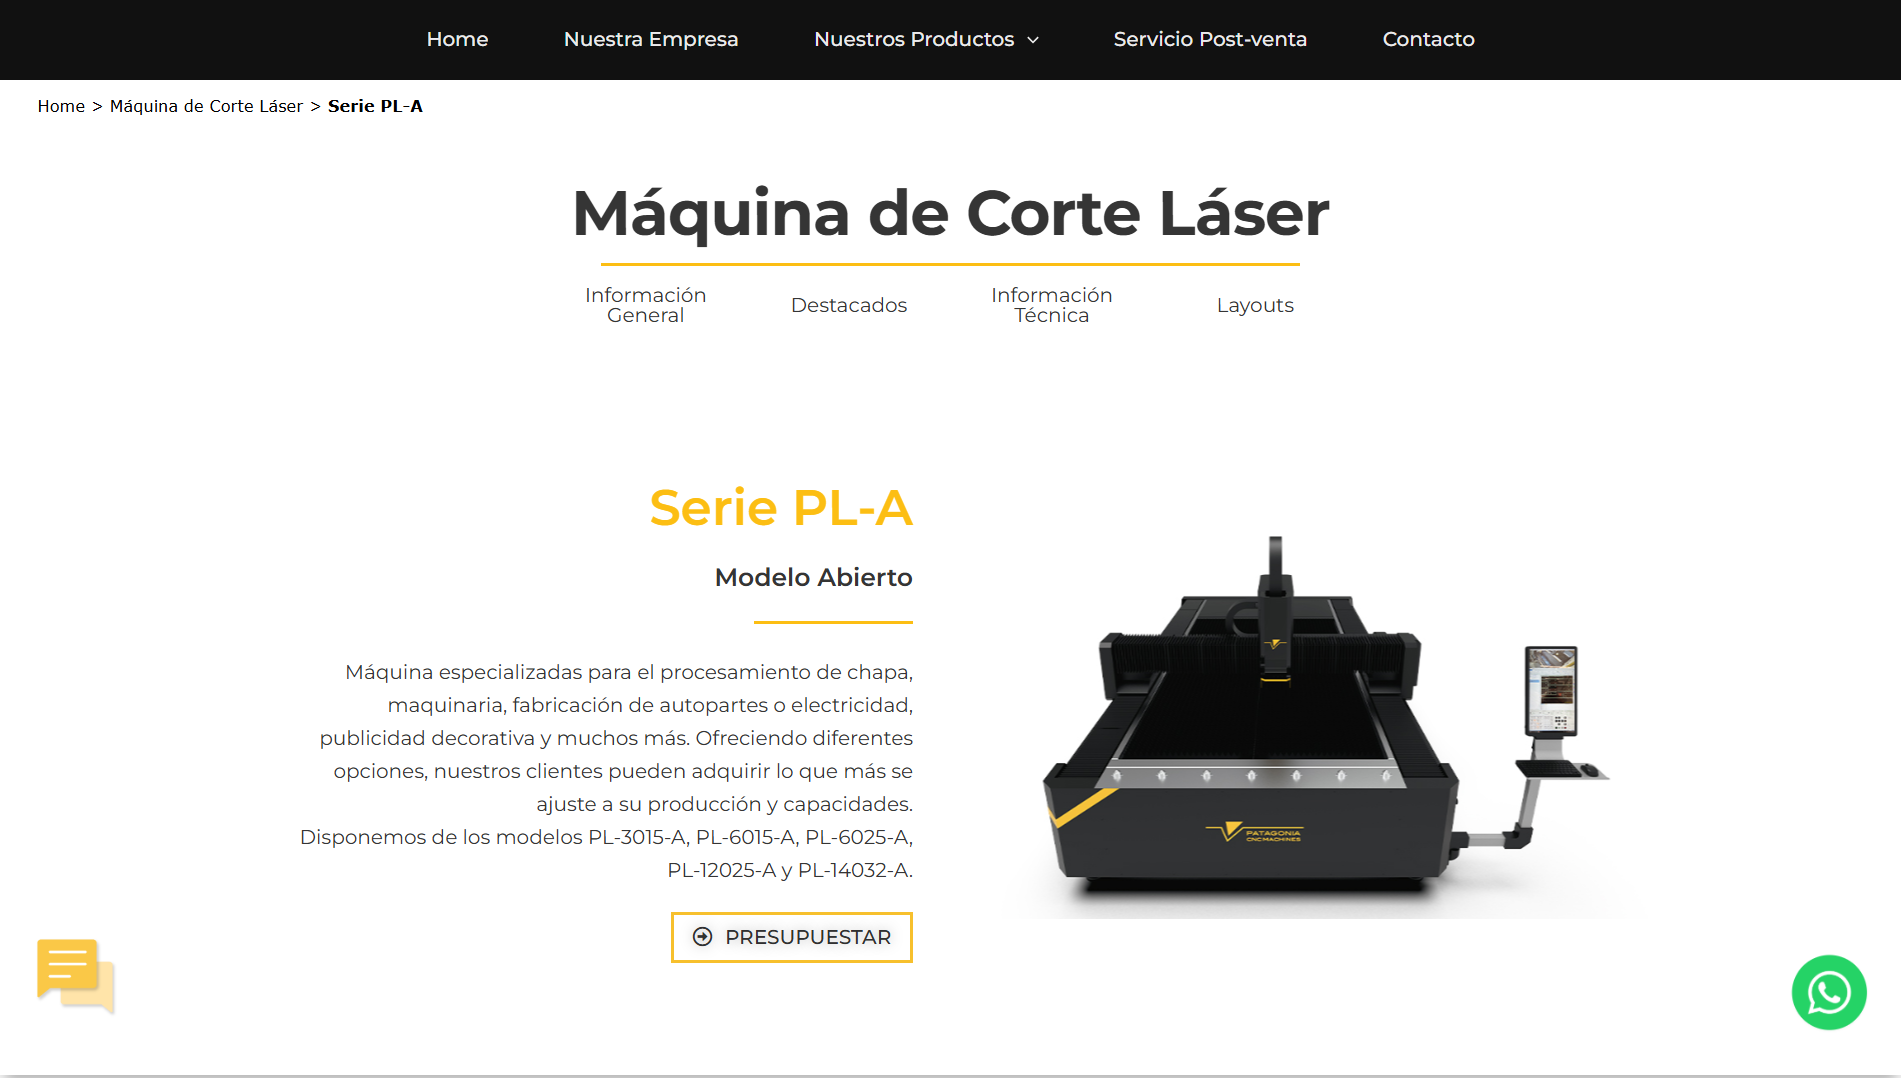 Home Nuestra Empresa Nuestros Productos Servicio Post-venta Contacto
Home > Máquina de Corte Láser > Serie PL-A
Máquina de Corte Láser
Información General
Destacados
Información Técnica
Layouts
Serie PL-A
Modelo Abierto
Máquina especializadas para el procesamiento de chapa,
maquinaria, fabricación de autopartes o electricidad,
publicidad decorativa y muchos más. Ofreciendo diferentes
opciones, nuestros clientes pueden adquirir lo que más se
ajuste a su producción y capacidades.
Disponemos de los modelos PL-3015-A, PL-6015-A, PL-6025-A,
PL-12025-A y PL-14032-A.
PRESUPUESTAR
PATAGONIA
CNC MACHINES